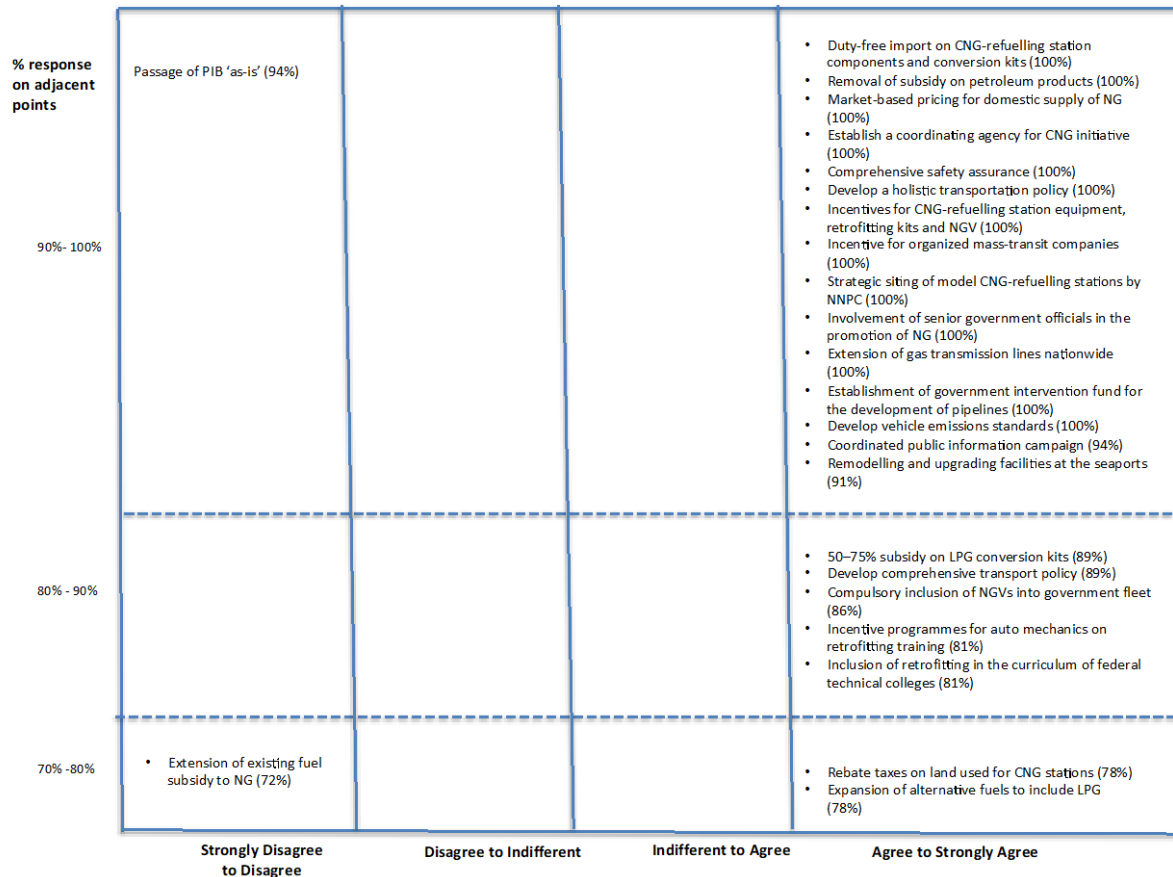 % response
on adjacent
points
Passage of PIB ‘as-is’ (94%)
• Duty-free import on CNG-refuelling station
components and conversion kits (100%)
• Removal of subsidy on petroleum products (100%)
• Market-based pricing for domestic supply of NG
(100%)
• Establish a coordinating agency for CNG initiative
(100%)
• Comprehensive safety assurance (100%)
• Develop a holistic transportation policy (100%)
• Incentives for CNG-refuelling station equipment,
retrofitting kits and NGV (100%)
• Incentive for organized mass-transit companies
(100%)
• Strategic siting of model CNG-refuelling stations by
NNPC (100%)
• Involvement of senior government officials in the
promotion of NG (100%)
• Extension of gas transmission lines nationwide
(100%)
• Establishment of government intervention fund for
the development of pipelines (100%)
• Develop vehicle emissions standards (100%)
• Coordinated public information campaign (94%)
• Remodelling and upgrading facilities at the seaports
(91%)
90%- 100%
80% - 90%
• 50–75% subsidy on LPG conversion kits (89%)
• Develop comprehensive transport policy (89%)
• Compulsory inclusion of NGVs into government fleet
(86%)
• Incentive programmes for auto mechanics on
retrofitting training (81%)
• Inclusion of retrofitting in the curriculum of federal
technical colleges (81%)
70% -80%
• Extension of existing fuel
subsidy to NG (72%)
• Rebate taxes on land used for CNG stations (78%)
• Expansion of alternative fuels to include LPG
(78%)
Strongly Disagree
to Disagree
Disagree to Indifferent
Indifferent to Agree
Agree to Strongly Agree